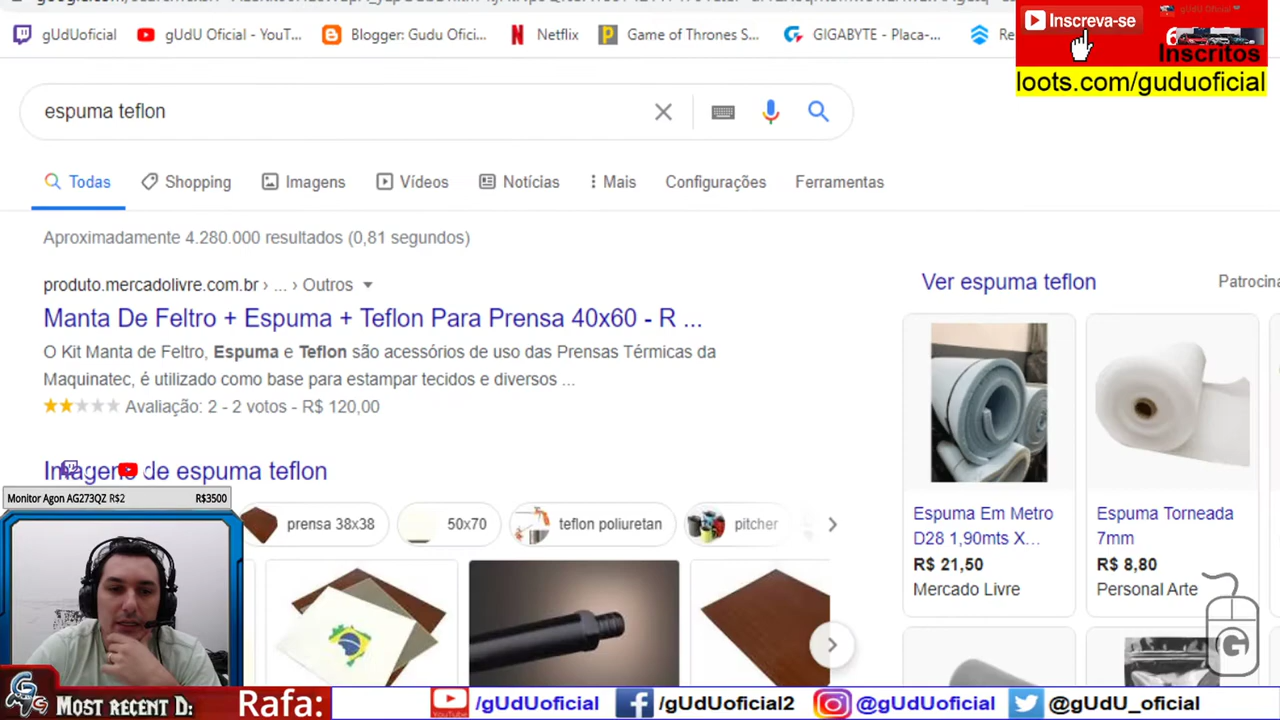 gUdUoficial
gUdU Oficial - YouT...
Blogger: Gudu Ofici...
Netflix
Game of Thrones S...
GIGABYTE - Placa-...
Inscreva-se
gUdU Oficial
Inscritos
loots.com/guduoficial
espuma teflon
Todas
Shopping
Imagens
Vídeos
Notícias
Mais
Configurações
Ferramentas
Aproximadamente 4.280.000 resultados (0,81 segundos)
produto.mercadolivre.com.br › ... › Outros
Manta De Feltro + Espuma + Teflon Para Prensa 40x60 - R ...
O Kit Manta de Feltro, Espuma e Teflon são acessórios de uso das Prensas Térmicas da
Maquinatec, é utilizado como base para estampar tecidos e diversos ...
Avaliação: 2 - 2 votos - R$ 120,00
Imagens de espuma teflon
prensa 38x38
50x70
teflon poliuretan
pitcher
Ver espuma teflon
Espuma Em Metro
D28 1,90mts X...
R$ 21,50
Mercado Livre
Espuma Torneada
7mm
R$ 8,80
Personal Arte
Monitor Agon AG273QZ R$2
R$3500
G
Most recent D:
Rafa:
/gUdUoficial
/gUdUoficial2
@gUdUoficial
@gUdU_oficial